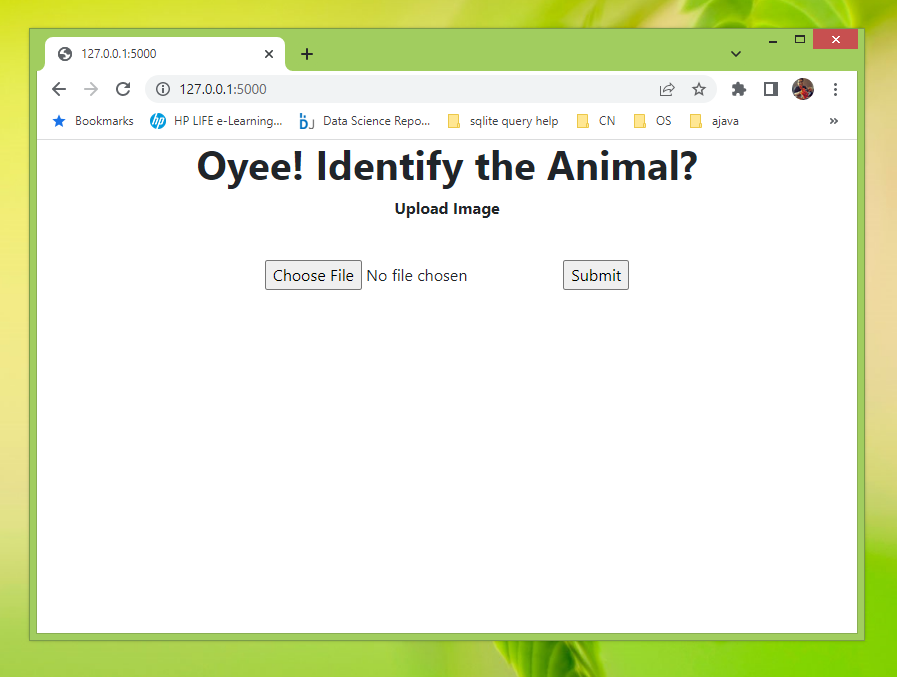 127.0.0.1:5000
127.0.0.1:5000
Bookmarks hp HP LIFE e-Learning... Data Science Repo... sqlite query help CN OS ajava »
Oyee! Identify the Animal?
Upload Image
Choose File No file chosen Submit